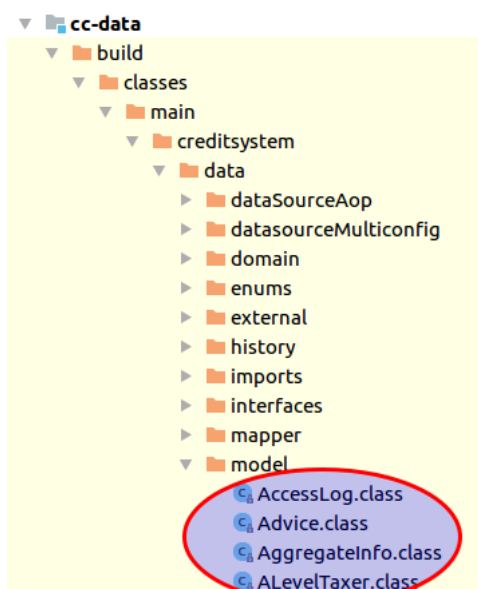 cc-data
build
classes
main
creditsystem
data
dataSourceAop
datasourceMulticonfig
domain
enums
external
history
imports
interfaces
mapper
model
AccessLog.class
Advice.class
AggregateInfo.class
ALevelTaxer.class